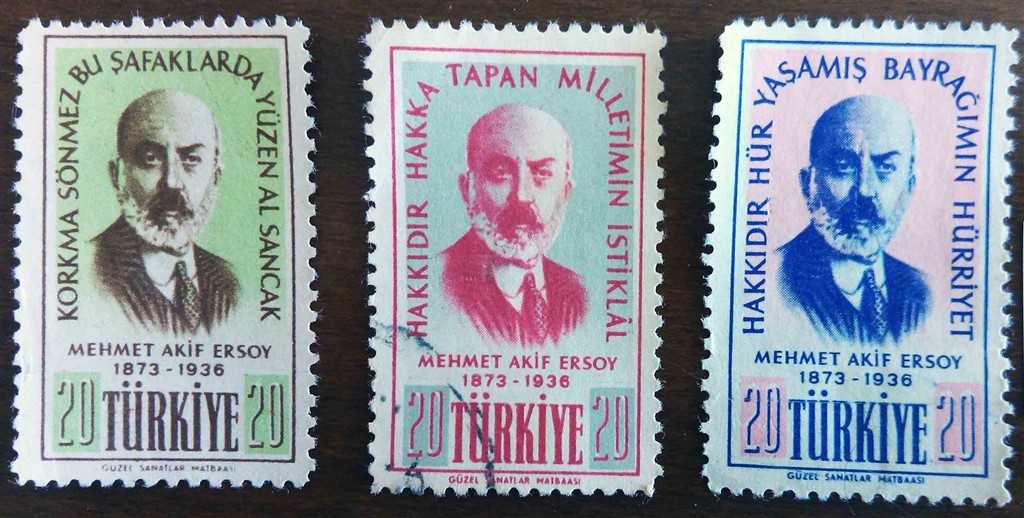 KORKMA SÖNMEZ BU ŞAFAKLARDA YÜZEN AL SANCAK
MEHMET AKİF ERSOY
1873-1936
20 TÜRKİYE 20
GÜZEL SANATLAR MATBAASI
HAKKIDIR HAKKA TAPAN MİLLETİMİN İSTİKLÂL
MEHMET AKİF ERSOY
1873-1936
20 TÜRKİYE 20
GÜZEL SANATLAR MATBAASI
HAKKIDIR HÜR YAŞAMIŞ BAYRAĞIMIN HÜRRİYET
MEHMET AKİF ERSOY
1873-1936
20 TÜRKİYE 20
GÜZEL SANATLAR MATBAASI